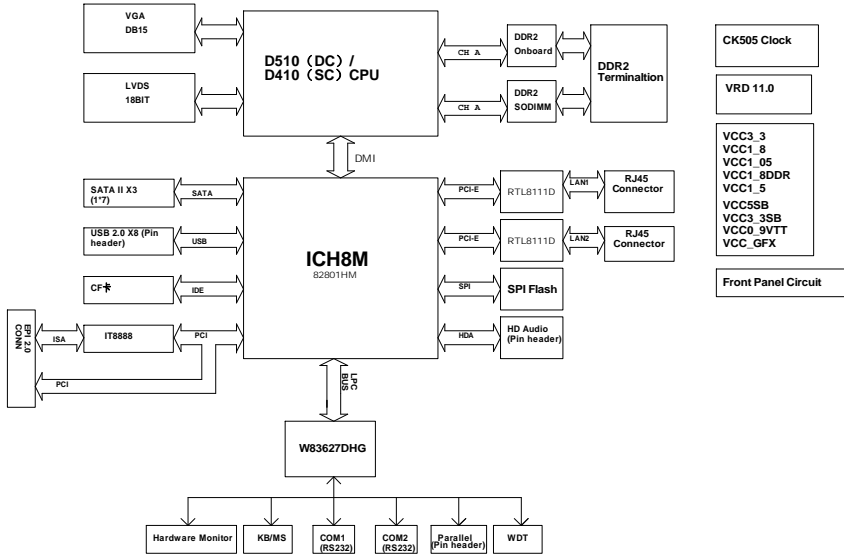 VGA
DB15
LVDS
18BIT
D510（DC）/
D410（SC）CPU
CH A
CH A
DDR2
Onboard
DDR2
SODIMM
DDR2
Terminaltion
DMI
SATA II X3
(1*7)
SATA
USB 2.0 X8 (Pin
header)
USB
CF卡
IDE
EPI 2.0
CONN
ISA
IT8888
PCI
PCI
ICH8M
82801HM
PCI-E
RTL8111D
LAN1
RJ45
Connector
PCI-E
RTL8111D
LAN2
RJ45
Connector
SPI
SPI Flash
HDA
HD Audio
(Pin header)
LPC
BUS
W83627DHG
Hardware Monitor
KB/MS
COM1
(RS232)
COM2
(RS232)
Parallel
(Pin header)
WDT
CK505 Clock
VRD 11.0
VCC3_3
VCC1_8
VCC1_05
VCC1_8DDR
VCC1_5
VCC5SB
VCC3_3SB
VCC0_9VTT
VCC_GFX
Front Panel Circuit